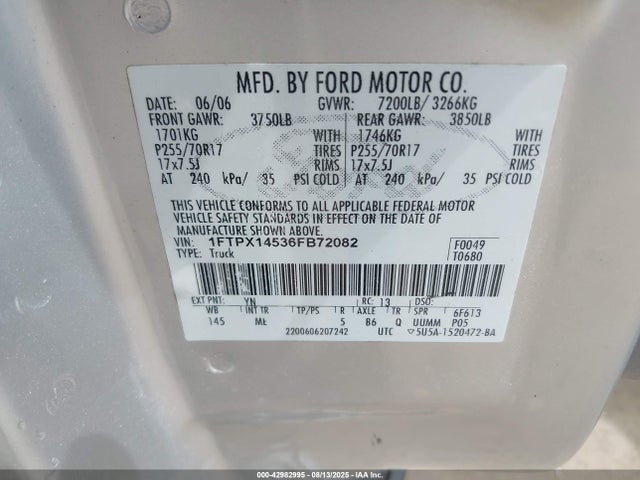 MFD. BY FORD MOTOR CO.
DATE: 06/06 GVWR: 7200LB/ 3266KG
FRONT GAWR: 3750LB REAR GAWR: 3850LB
1701KG WITH 1746KG WITH
P255/70R17 TIRES P255/70R17 TIRES
17x7.5J RIMS 17x7.5J RIMS
AT 240 kPa/ 35 PSI COLD AT 240 kPa/ 35 PSI COLD
THIS VEHICLE CONFORMS TO ALL APPLICABLE FEDERAL MOTOR
VEHICLE SAFETY STANDARDS IN EFFECT ON THE DATE OF
MANUFACTURE SHOWN ABOVE.
VIN: 1FTPX14536FB72082 F0049
TYPE: Truck T0680
EXT PNT: YN RC: 13 DSO:
WB INT TR TP/PS R AXLE TR SPR 6F613
145 ML 5 B6 Q UUMM P05
2200606207242 UTC ▽5U5A-1520472-BA
000-42982995 - 08/13/2025 - IAAI.COM